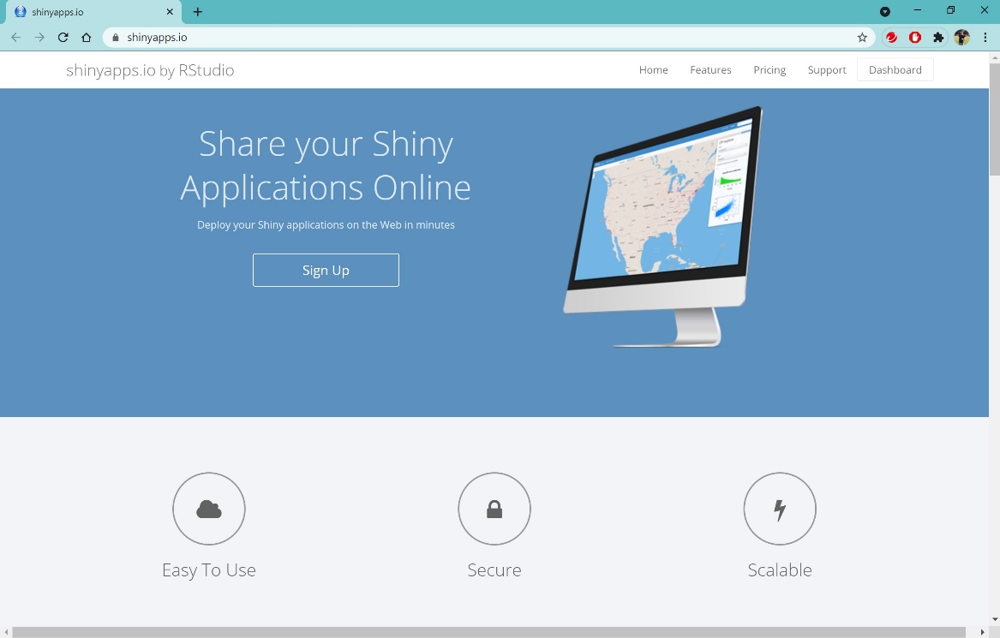 shinyapps.io
shinyapps.io
shinyapps.io by RStudio
Home Features Pricing Support Dashboard
Share your Shiny
Applications Online
Deploy your Shiny applications on the Web in minutes
Sign Up
Easy To Use Secure Scalable